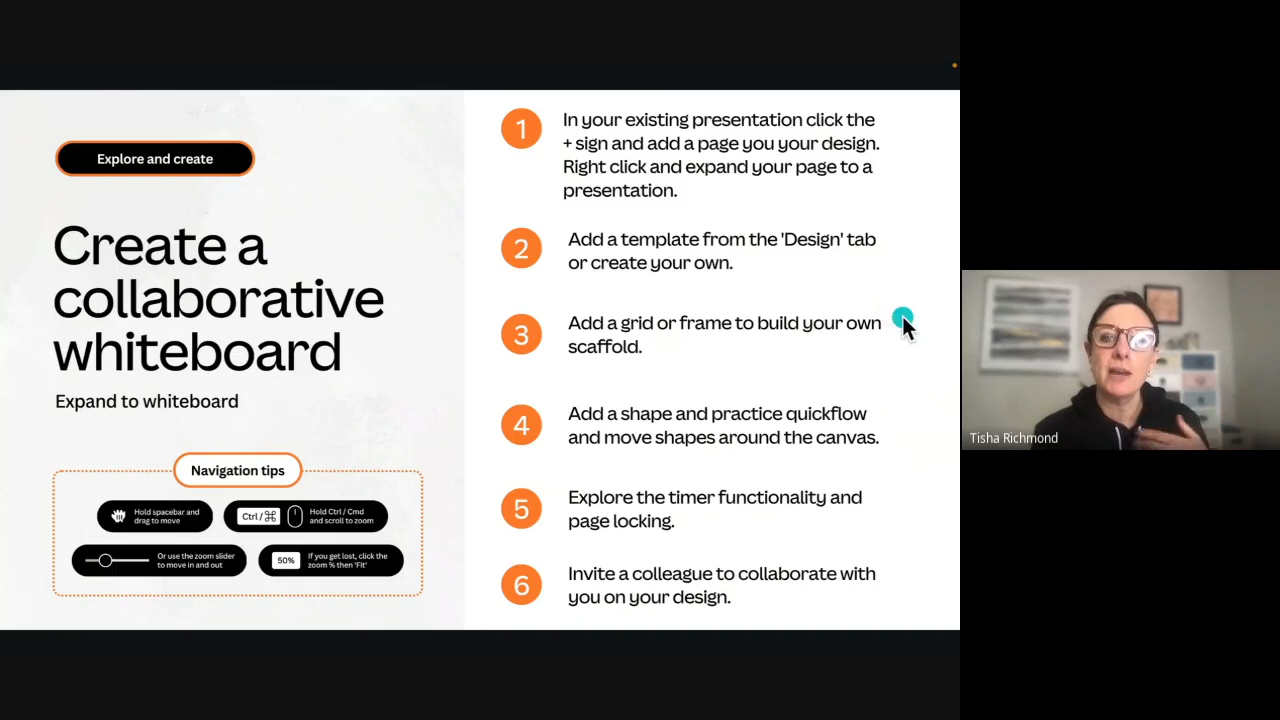 Explore and create
Create a
collaborative
whiteboard
Expand to whiteboard
Navigation tips
Hold spacebar and
drag to move
Ctrl / ⌘
Hold Ctrl / Cmd
and scroll to zoom
Or use the zoom slider
to move in and out
50%
If you get lost, click the
zoom % then 'Fit'
1
In your existing presentation click the
+ sign and add a page you your design.
Right click and expand your page to a
presentation.
2
Add a template from the 'Design' tab
or create your own.
3
Add a grid or frame to build your own
scaffold.
4
Add a shape and practice quickflow
and move shapes around the canvas.
5
Explore the timer functionality and
page locking.
6
Invite a colleague to collaborate with
you on your design.
Tisha Richmond